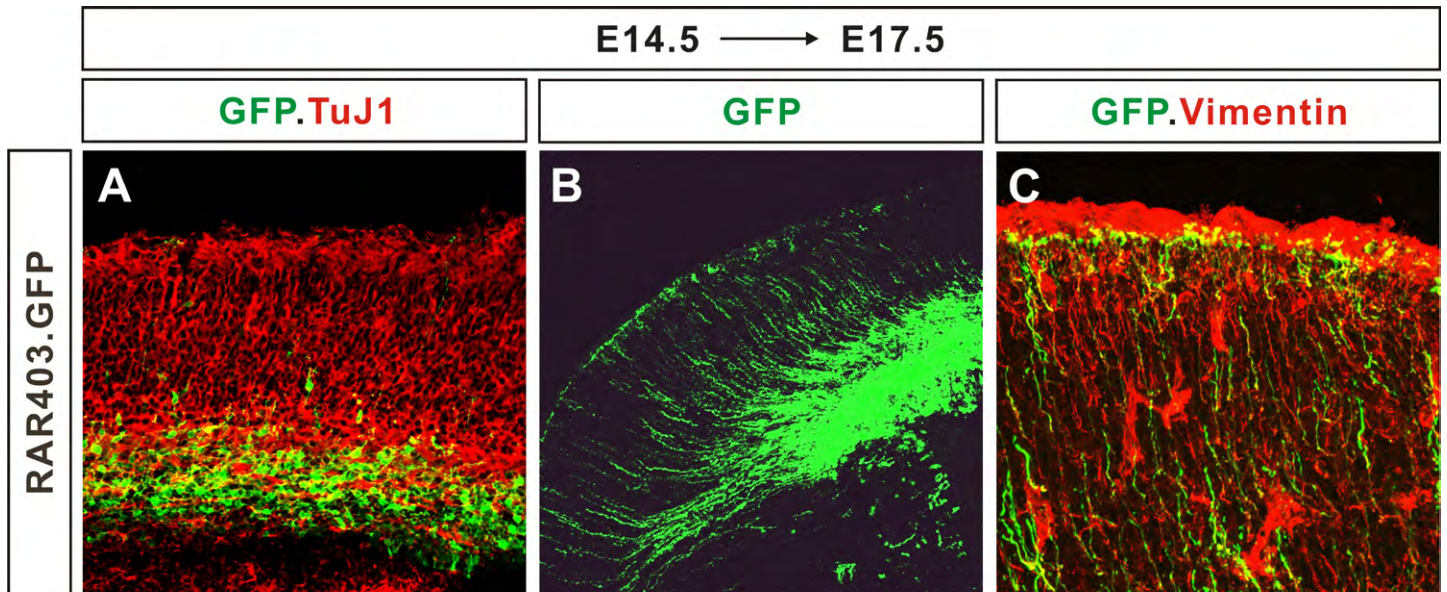 E14.5 → E17.5
GFP.TuJ1
GFP
GFP.Vimentin
RAR403.GFP
A
B
C